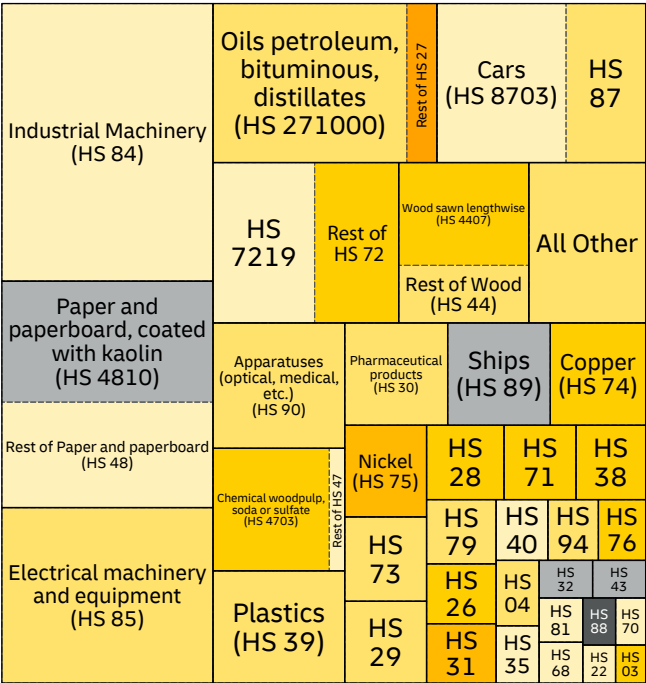 Industrial Machinery
(HS 84)
Paper and
paperboard, coated
with kaolin
(HS 4810)
Rest of Paper and paperboard
(HS 48)
Electrical machinery
and equipment
(HS 85)
Oils petroleum,
bituminous,
distillates
(HS 271000)
Rest of HS 27
Cars
(HS 8703)
HS
87
HS
7219
Rest of
HS 72
Wood sawn lengthwise
(HS 4407)
Rest of Wood
(HS 44)
All Other
Apparatuses
(optical, medical,
etc.)
(HS 90)
Chemical woodpulp,
soda or sulfate
(HS 4703)
Rest of HS 47
Plastics
(HS 39)
Pharmaceutical
products
(HS 30)
Ships
(HS 89)
Copper
(HS 74)
Nickel
(HS 75)
HS
73
HS
29
HS
28
HS
71
HS
38
HS
79
HS
40
HS
94
HS
76
HS
26
HS
04
HS
32
HS
43
HS
31
HS
35
HS
81
HS
88
HS
70
HS
68
HS
22
HS
03